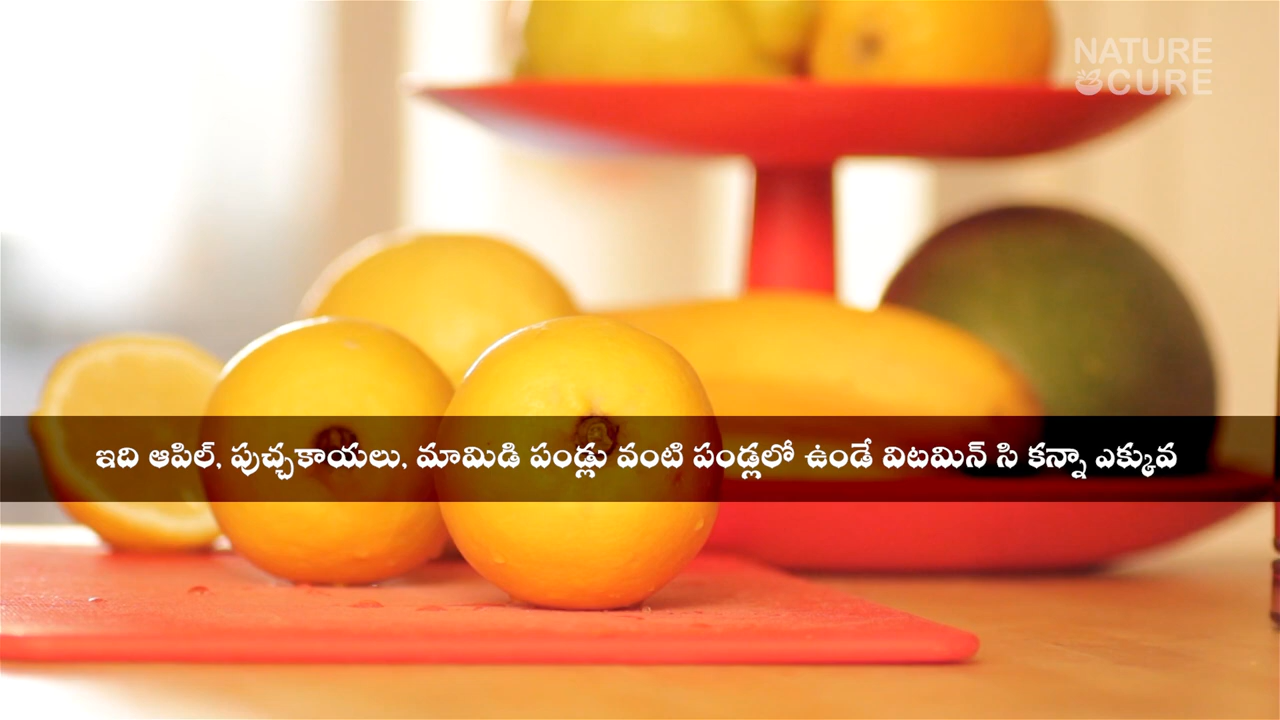 NATURE
CURE
ఇది ఆపిల్, పుచ్చకాయలు, మామిడి పండ్లు వంటి పండ్లలో ఉండే విటమిన్ సి కన్నా ఎక్కువ